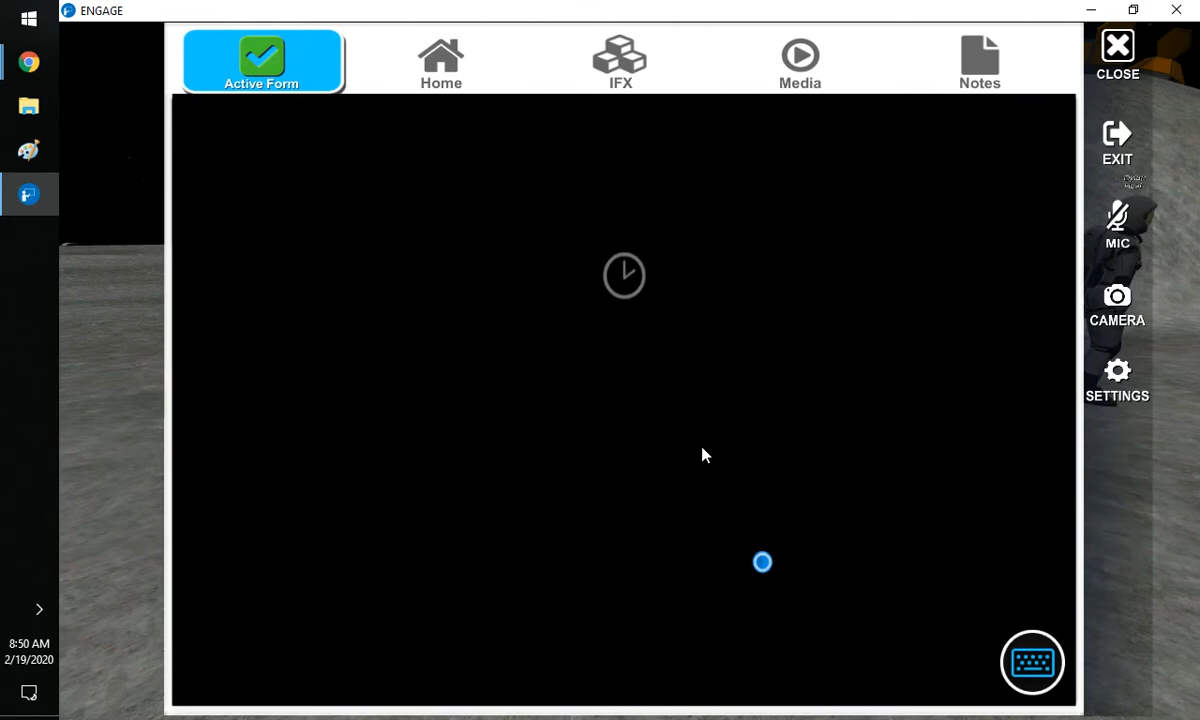 ENGAGE
Active Form
Home
IFX
Media
Notes
CLOSE
EXIT
MIC
CAMERA
SETTINGS
8:50 AM
2/19/2020